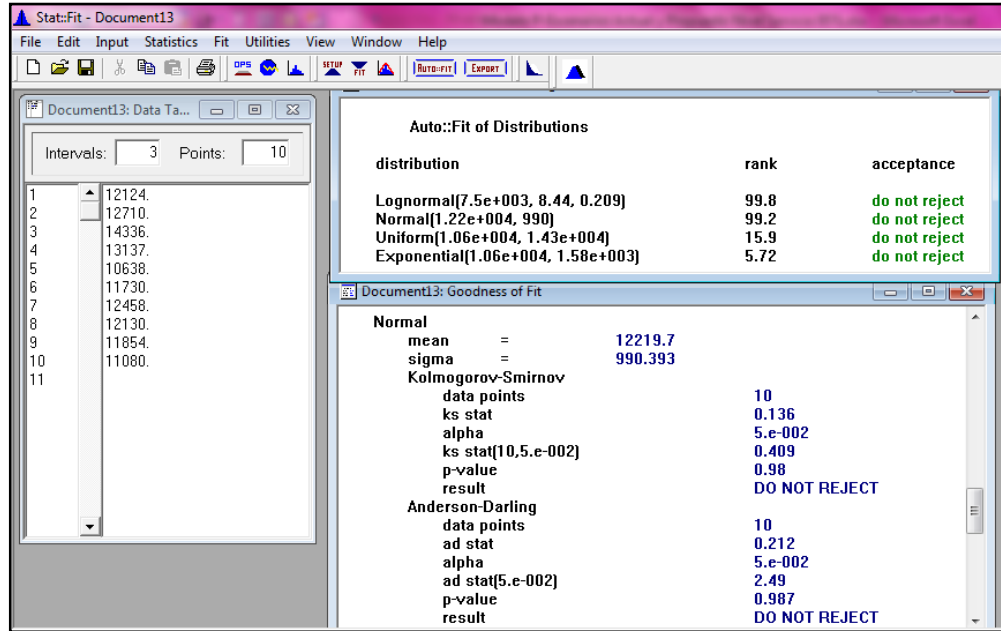 Stat::Fit - Document13
File Edit Input Statistics Fit Utilities View Window Help
OPS SETUP FIT AUTO::FIT EXPORT
Document13: Data Ta...
Intervals: 3 Points: 10
1 12124.
2 12710.
3 14336.
4 13137.
5 10638.
6 11730.
7 12458.
8 12130.
9 11854.
10 11080.
11
Auto::Fit of Distributions
distribution rank acceptance
Lognormal(7.5e+003, 8.44, 0.209) 99.8 do not reject
Normal(1.22e+004, 990) 99.2 do not reject
Uniform(1.06e+004, 1.43e+004) 15.9 do not reject
Exponential(1.06e+004, 1.58e+003) 5.72 do not reject
Document13: Goodness of Fit
Normal
mean = 12219.7
sigma = 990.393
Kolmogorov-Smirnov
data points 10
ks stat 0.136
alpha 5.e-002
ks stat(10,5.e-002) 0.409
p-value 0.98
result DO NOT REJECT
Anderson-Darling
data points 10
ad stat 0.212
alpha 5.e-002
ad stat(5.e-002) 2.49
p-value 0.987
result DO NOT REJECT